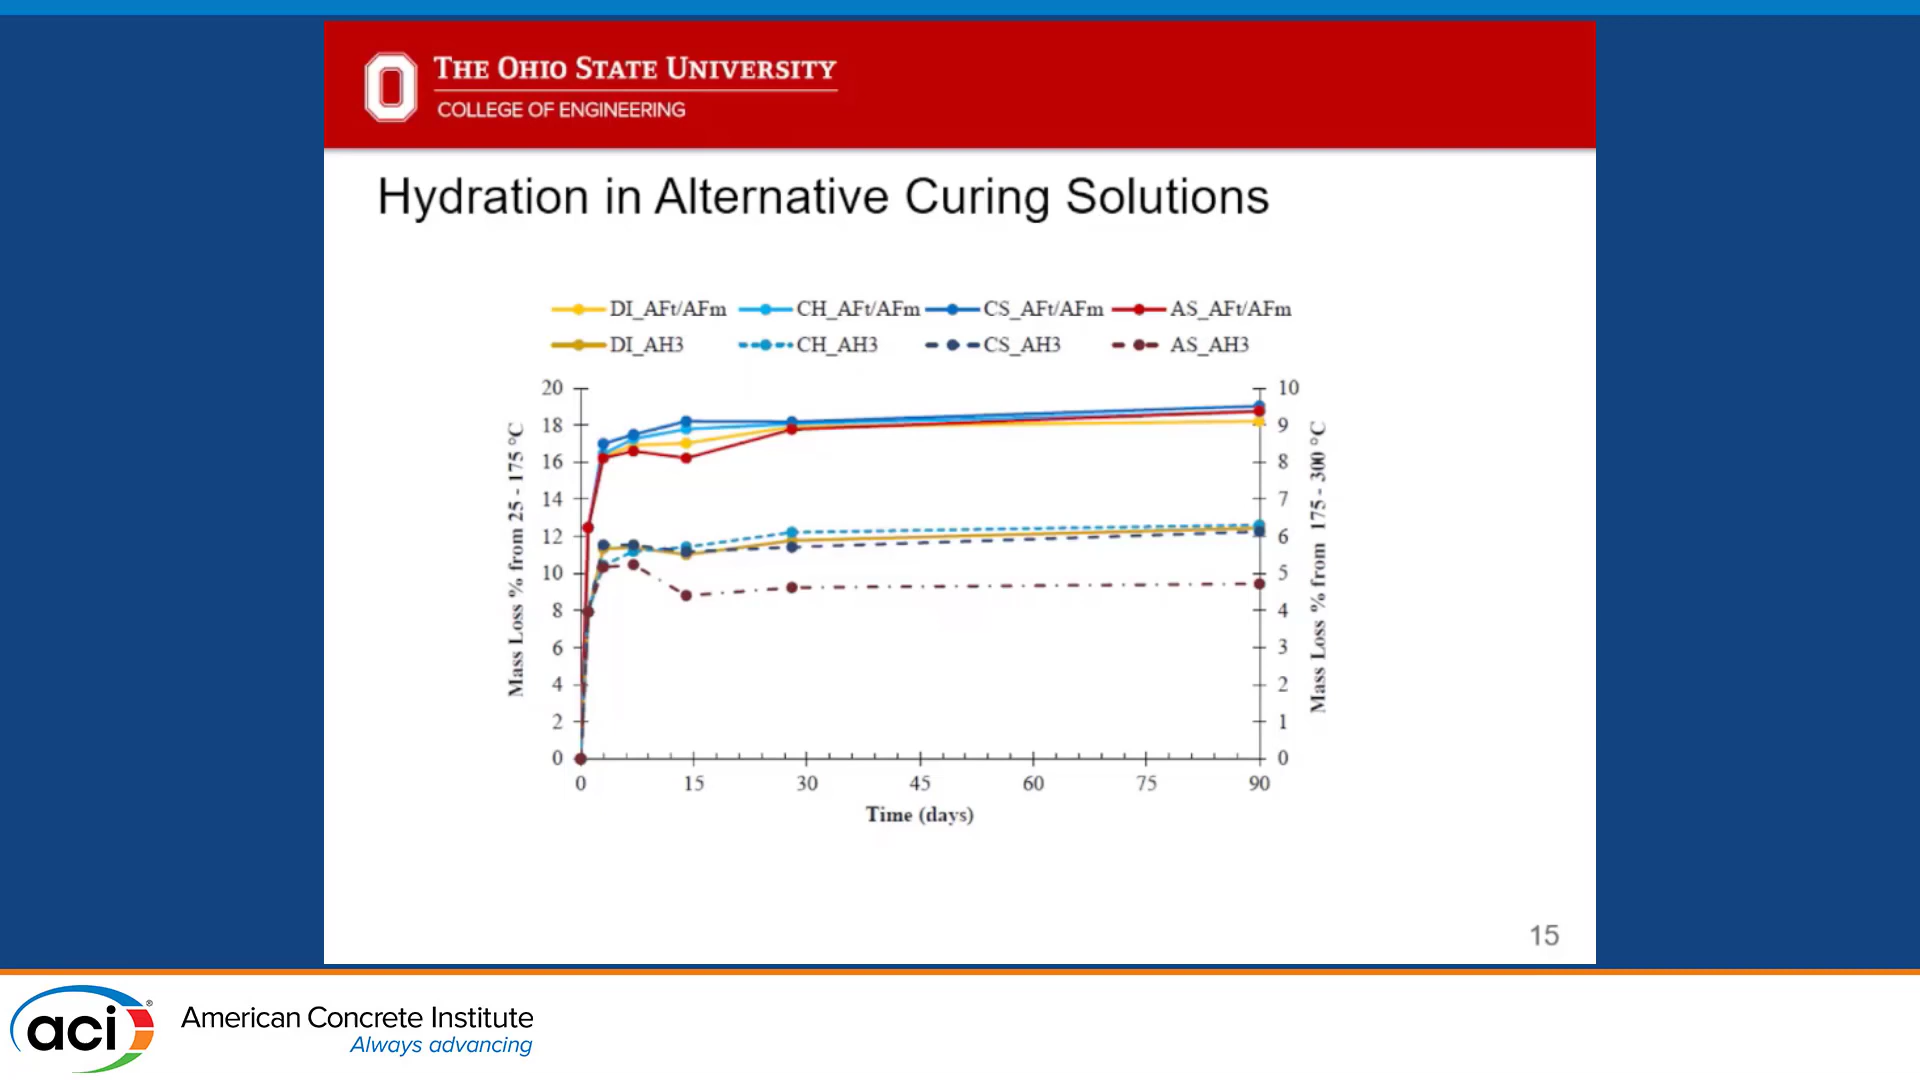 THE OHIO STATE UNIVERSITY
COLLEGE OF ENGINEERING
Hydration in Alternative Curing Solutions
DI_AFt/AFm CH_AFt/AFm CS_AFt/AFm AS_AFt/AFm
DI_AH3 CH_AH3 CS_AH3 AS_AH3
Mass Loss % from 25 - 175 °C
20
18
16
14
12
10
8
6
4
2
0
10
9
8
7
6
5
4
3
2
1
0
Mass Loss % from 175 - 300 °C
0 15 30 45 60 75 90
Time (days)
15
aci®
American Concrete Institute
Always advancing